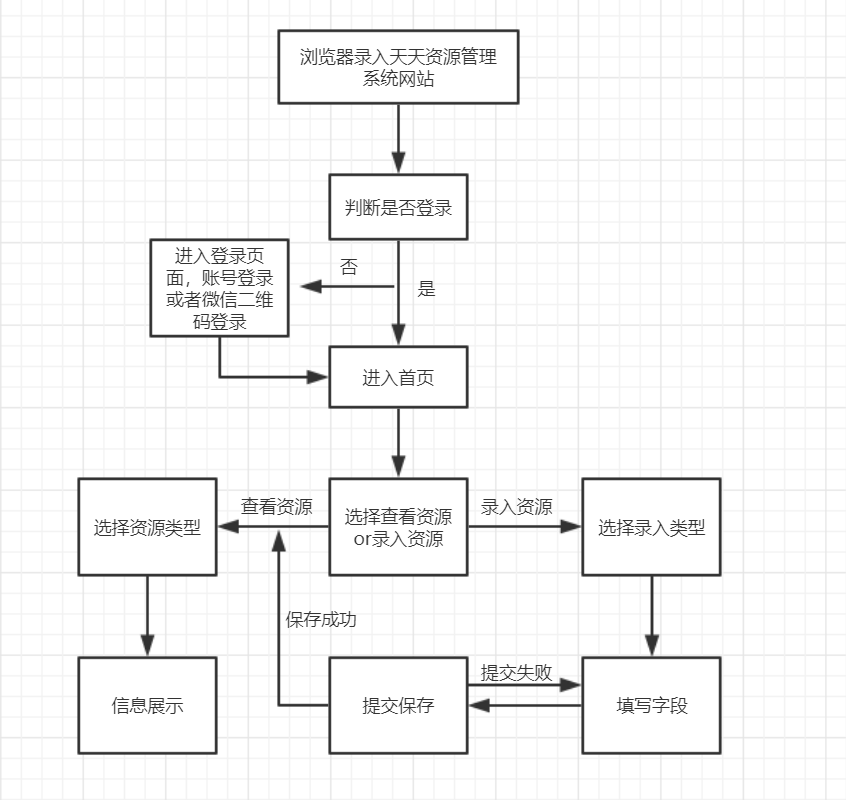 浏览器录入天天资源管理
系统网站
判断是否登录
进入登录页
面，账号登录
或者微信二维
码登录
否
是
进入首页
选择资源类型
查看资源
选择查看资源
or录入资源
录入资源
选择录入类型
保存成功
信息展示
提交保存
提交失败
填写字段